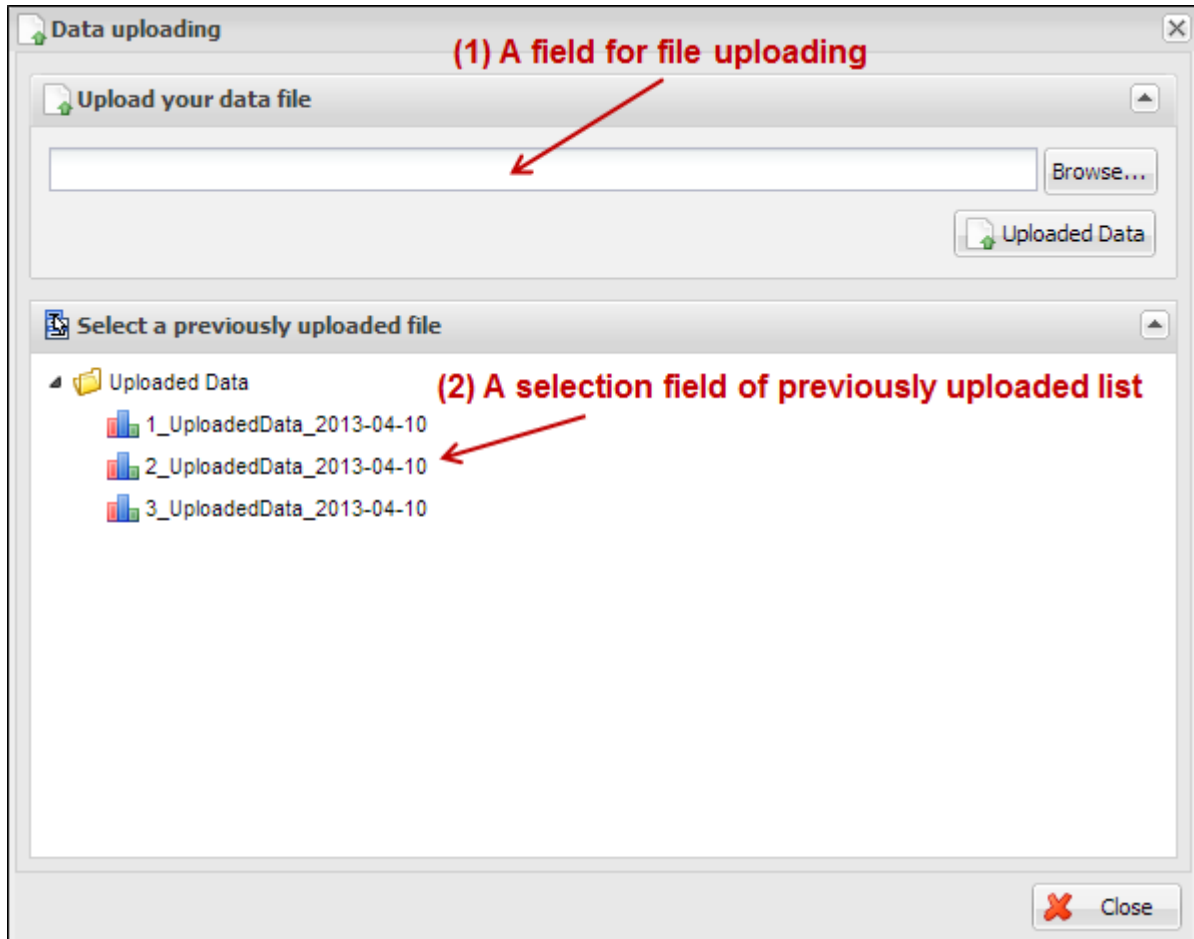 Data uploading
(1) A field for file uploading
Upload your data file
Browse...
Uploaded Data
Select a previously uploaded file
Uploaded Data
(2) A selection field of previously uploaded list
1_UploadedData_2013-04-10
2_UploadedData_2013-04-10
3_UploadedData_2013-04-10
Close